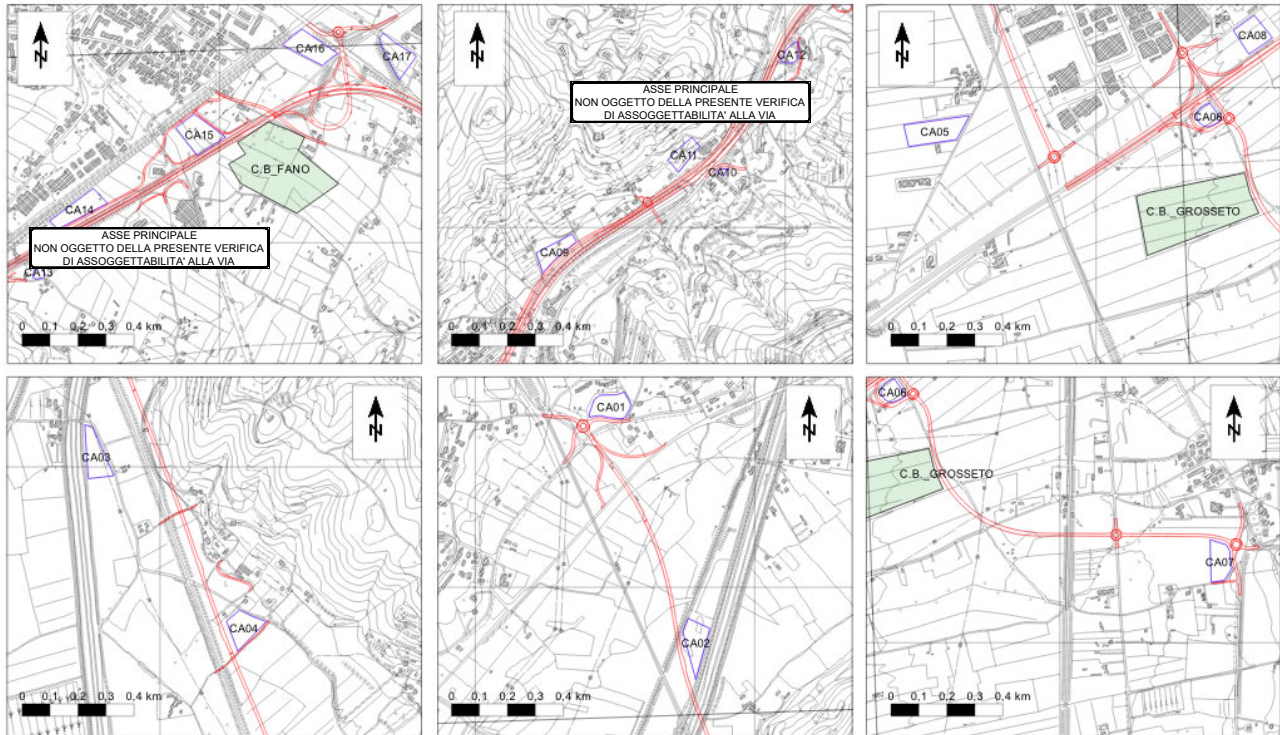 N
CA16
CA17
CA15
C.B_FANO
CA14
ASSE PRINCIPALE
NON OGGETTO DELLA PRESENTE VERIFICA
DI ASSOGGETTABILITA' ALLA VIA
CA13
0 0,1 0,2 0,3 0,4 km
N
CA12
ASSE PRINCIPALE
NON OGGETTO DELLA PRESENTE VERIFICA
DI ASSOGGETTABILITA' ALLA VIA
CA11
CA10
CA09
0 0,1 0,2 0,3 0,4 km
N
CA08
CA06
CA05
C.B._GROSSETO
0 0,1 0,2 0,3 0,4 km
N
CA03
CA04
0 0,1 0,2 0,3 0,4 km
N
CA01
CA02
0 0,1 0,2 0,3 0,4 km
N
CA06
C.B._GROSSETO
CA07
0 0,1 0,2 0,3 0,4 km